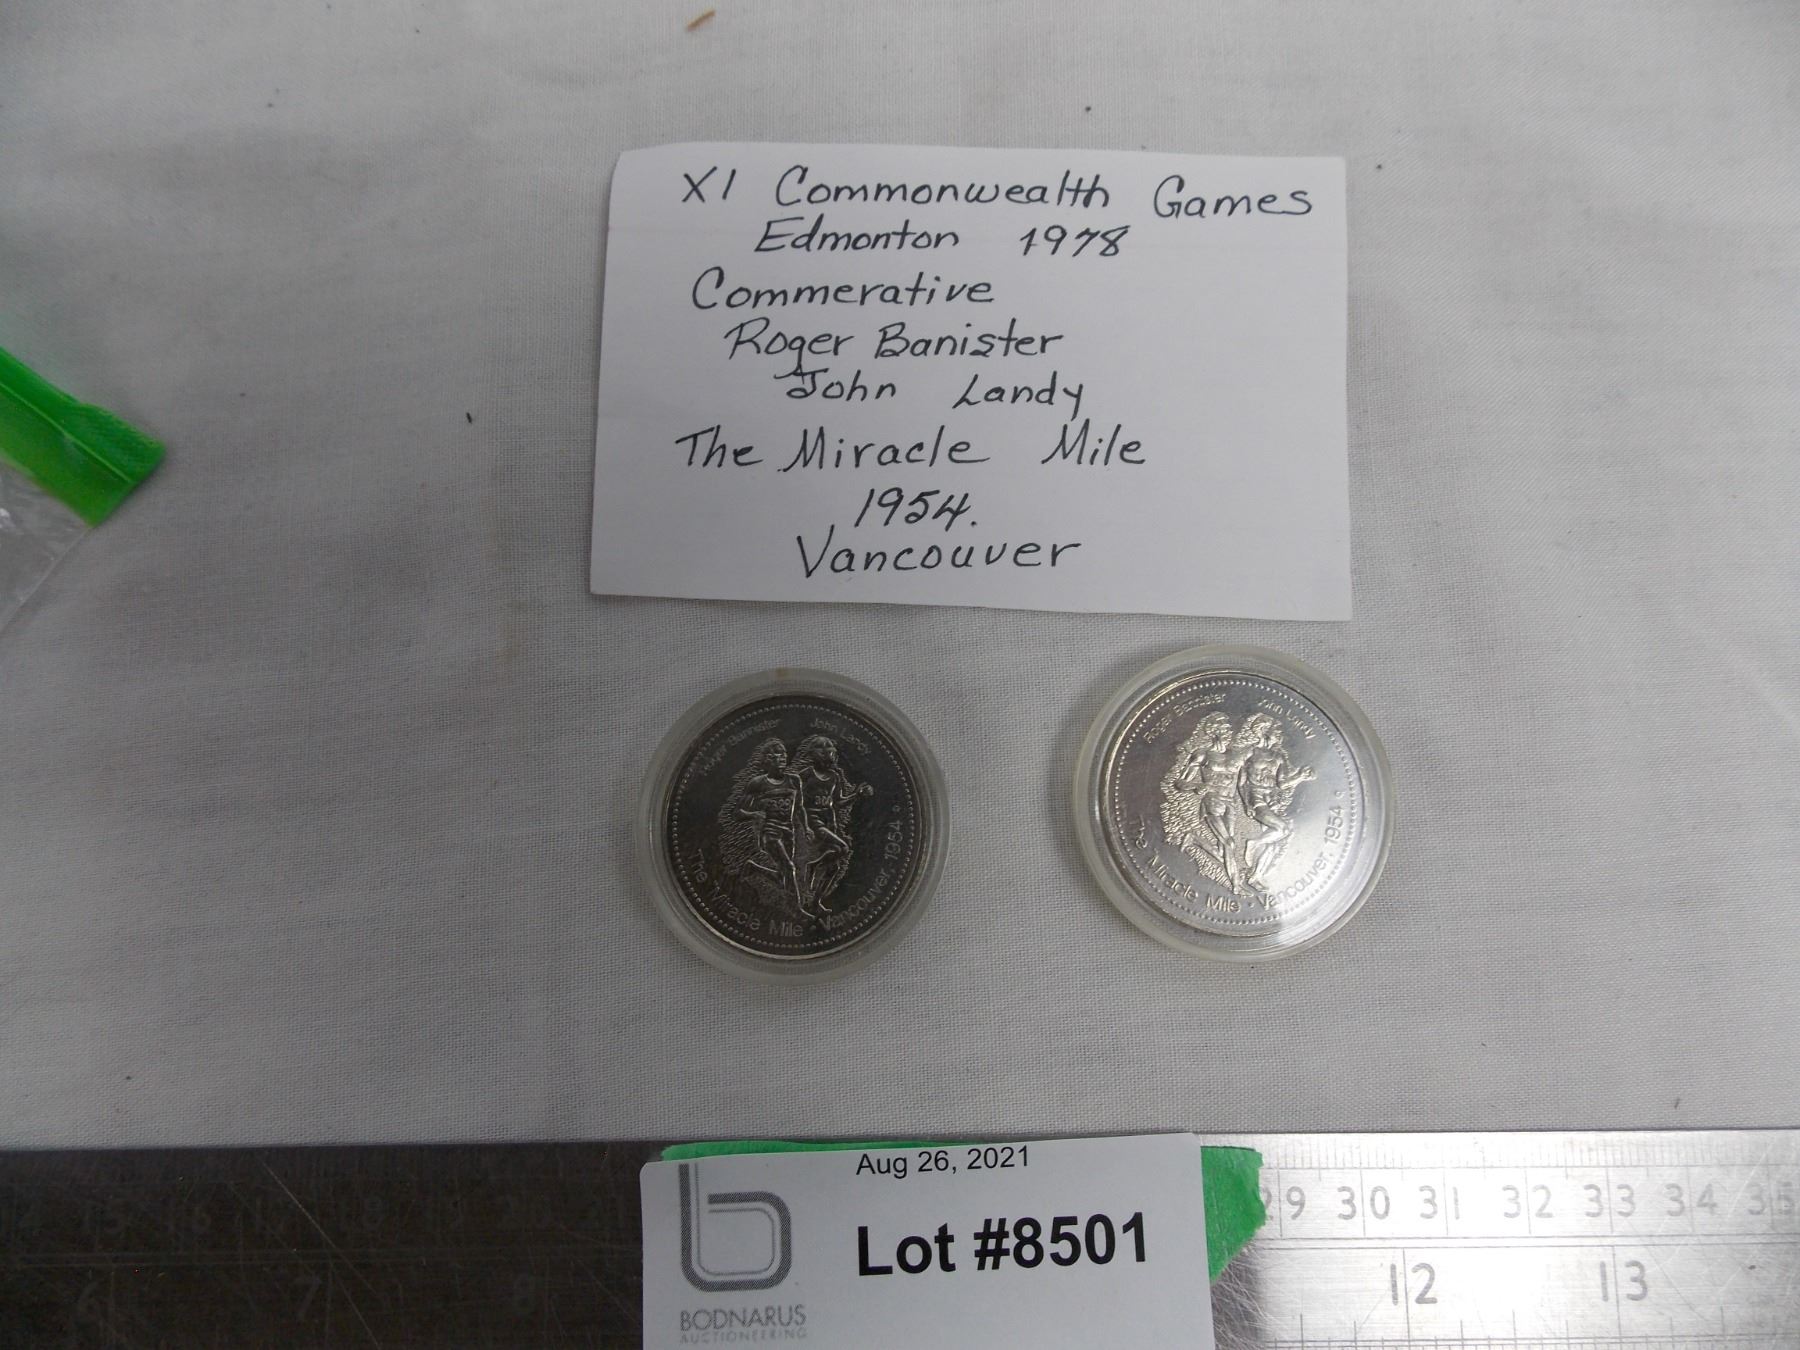 X1 Commonwealth Games
Edmonton 1978
Commerative
Roger Banister
John Landy
The Miracle Mile
1954.
Vancouver
Roger Bannister John Landy
The "Miracle Mile" · Vancouver, 1954
Roger Bannister John Landy
The "Miracle Mile" · Vancouver, 1954
Aug 26, 2021
Lot #8501
BODNARUS
AUCTIONEERING
29 30 31 32 33 34 35
12 13